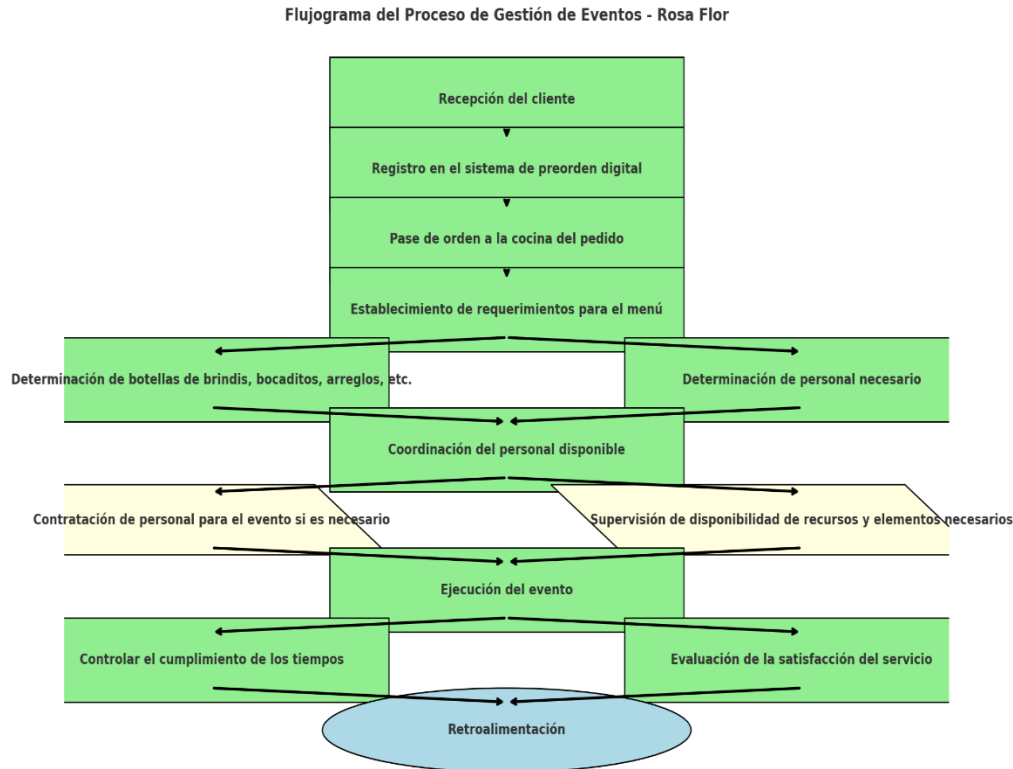 Flujograma del Proceso de Gestión de Eventos - Rosa Flor
Recepción del cliente
Registro en el sistema de preorden digital
Pase de orden a la cocina del pedido
Establecimiento de requerimientos para el menú
Determinación de botellas de brindis, bocaditos, arreglos, etc.
Determinación de personal necesario
Coordinación del personal disponible
Contratación de personal para el evento si es necesario
Supervisión de disponibilidad de recursos y elementos necesarios
Ejecución del evento
Controlar el cumplimiento de los tiempos
Evaluación de la satisfacción del servicio
Retroalimentación